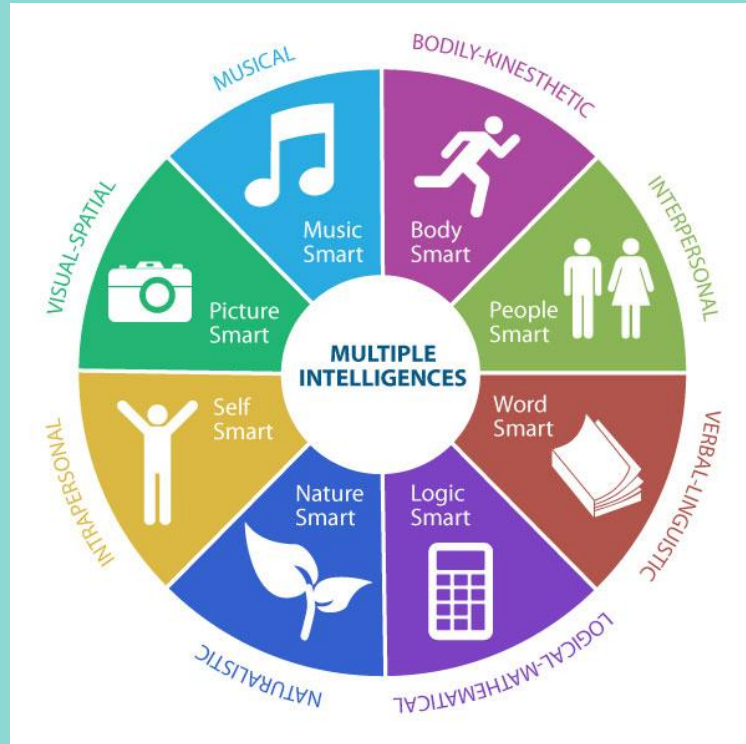 MUSICAL
BODILY-KINESTHETIC
VISUAL-SPATIAL
INTERPERSONAL
Music
Smart
Body
Smart
Picture
Smart
People
Smart
MULTIPLE
INTELLIGENCES
Self
Smart
Word
Smart
Nature
Smart
Logic
Smart
INTRAPERSONAL
VERBAL-LINGUISTIC
NATURALISTIC
LOGICAL-MATHEMATICAL